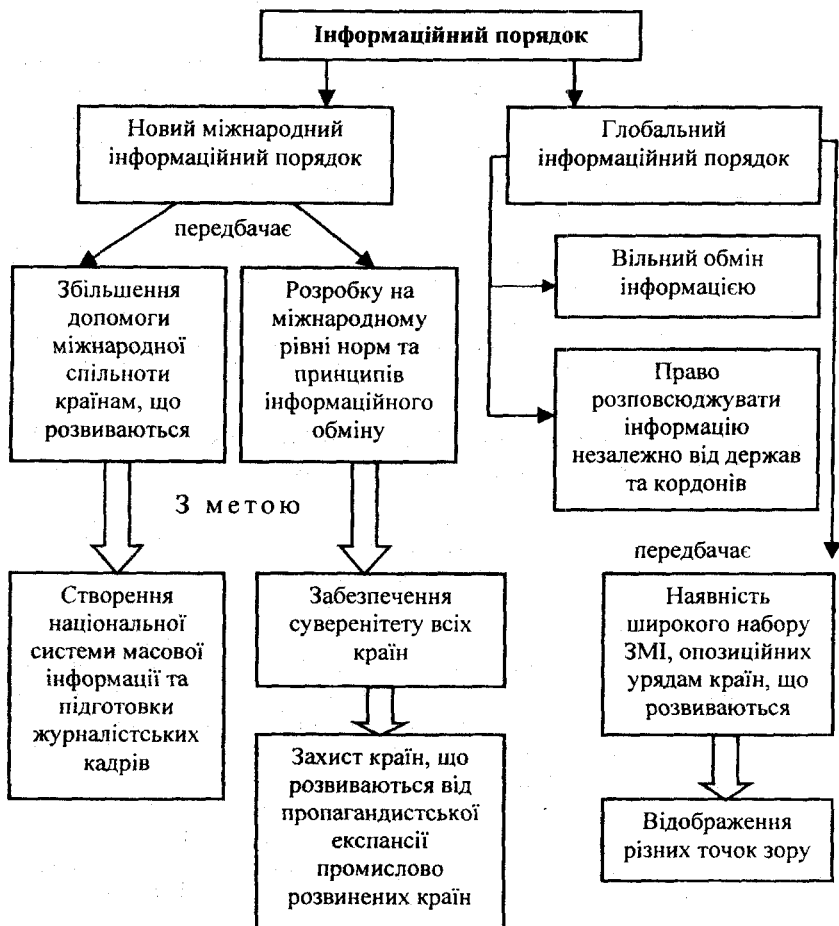 Інформаційний порядок
Новий міжнародний
інформаційний порядок
Глобальний
інформаційний порядок
передбачає
Збільшення
допомоги
міжнародної
спільноти
країнам, що
розвиваються
Розробку на
міжнародному
рівні норм та
принципів
інформаційного
обміну
Вільний обмін
інформацією
Право
розповсюджувати
інформацію
незалежно від держав
та кордонів
З метою
передбачає
Створення
національної
системи масової
інформації та
підготовки
журналістських
кадрів
Забезпечення
суверенітету всіх
країн
Захист країн, що
розвиваються від
пропагандистської
експансії
промислово
розвинених країн
Наявність
широкого набору
ЗМІ, опозиційних
урядам країн, що
розвиваються
Відображення
різних точок зору